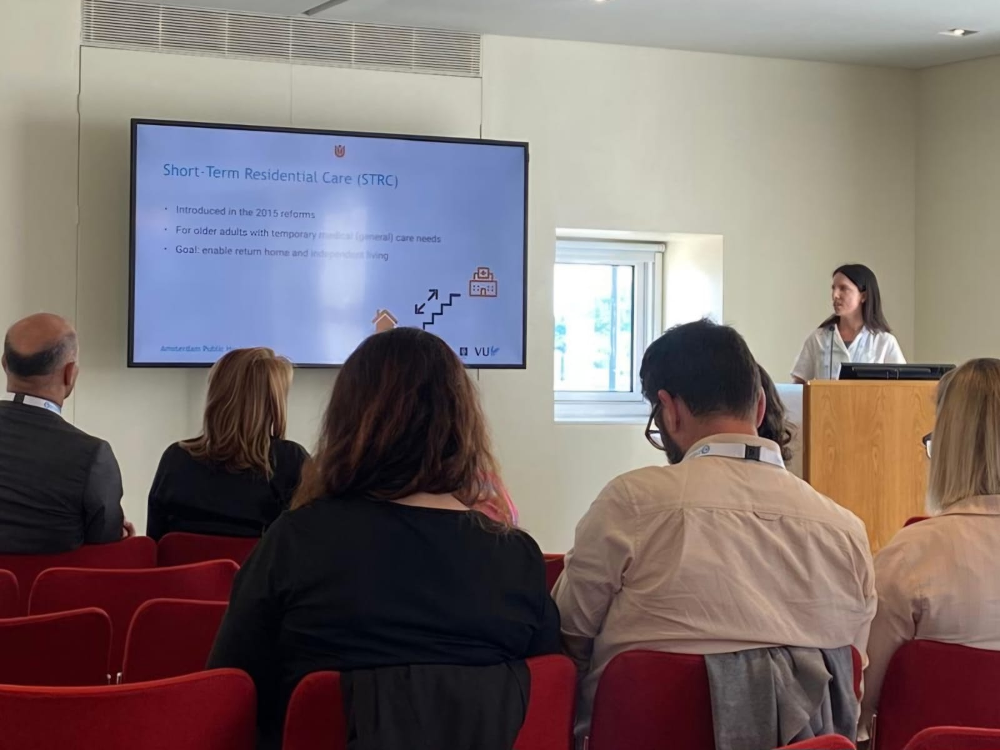 Short-Term Residential Care (STRC)
• Introduced in the 2015 reforms
• For older adults with temporary medical (general) care needs
• Goal: enable return home and independent living
Amsterdam Public
VU